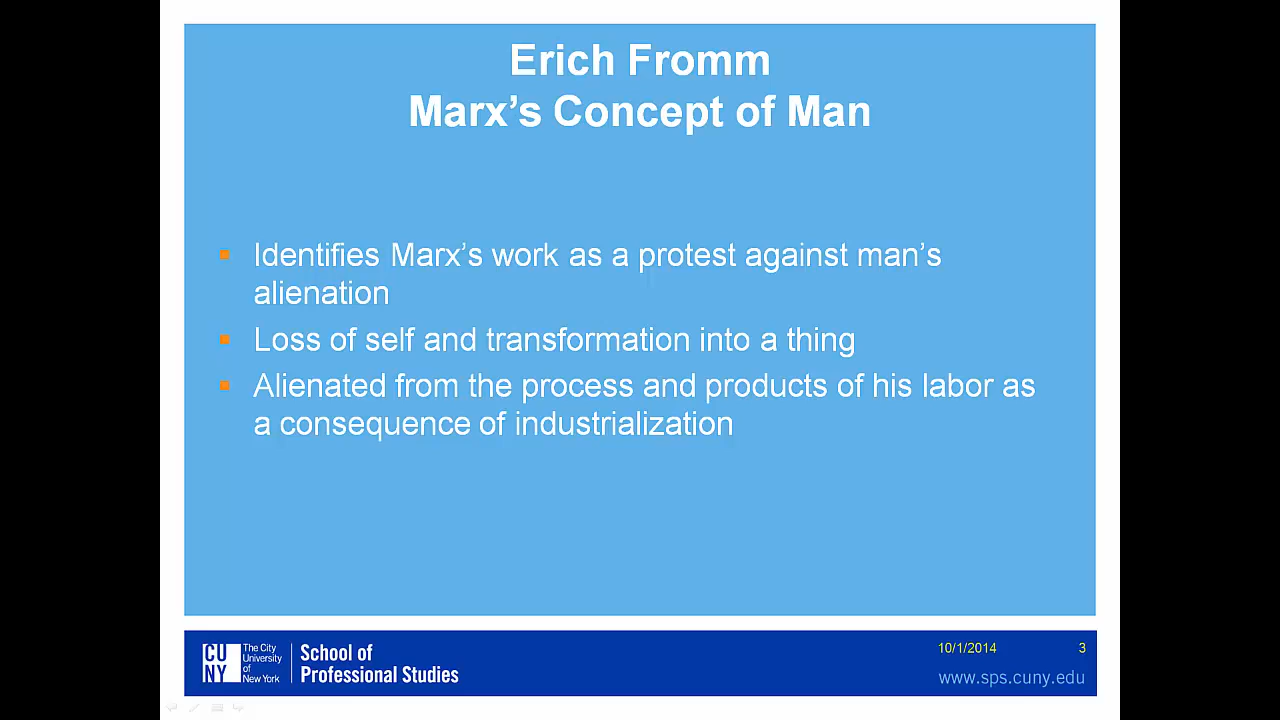 Erich Fromm
Marx’s Concept of Man
Identifies Marx’s work as a protest against man’s
alienation
Loss of self and transformation into a thing
Alienated from the process and products of his labor as
a consequence of industrialization
CU
NY
The City
University
of
New York
School of
Professional Studies
10/1/2014
3
www.sps.cuny.edu